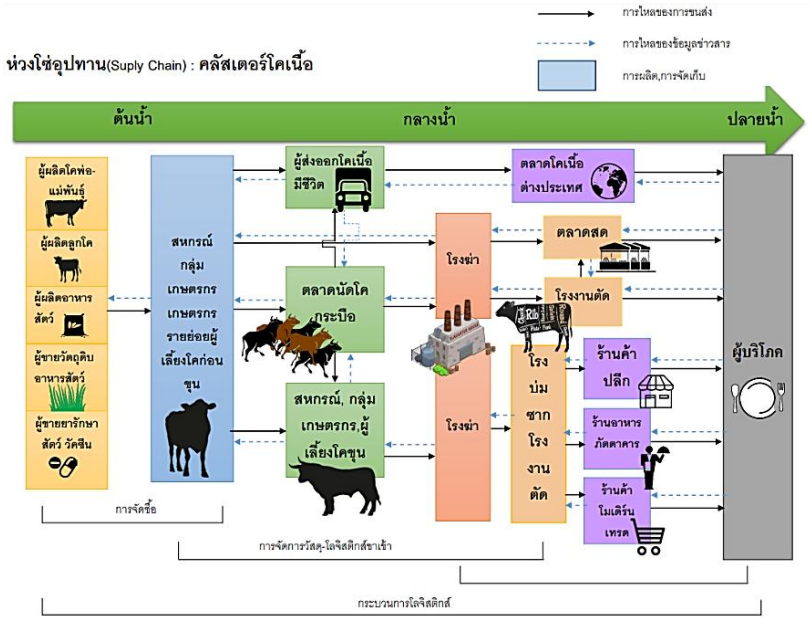 การไหลของการขนส่ง
การไหลของข้อมูลข่าวสาร
ห่วงโซ่อุปทาน(Suply Chain) : คลัสเตอร์โคเนื้อ
การผลิต,การจัดเก็บ
ต้นน้ำ
กลางน้ำ
ปลายน้ำ
ผู้ผลิตโคพ่อ-
แม่พันธุ์
ผู้ผลิตลูกโค
ผู้ผลิตอาหาร
สัตว์
ผู้ขายวัตถุดิบ
อาหารสัตว์
ผู้ขายยารักษา
สัตว์ วัคซีน
สหกรณ์
กลุ่ม
เกษตรกร
เกษตรกร
รายย่อยผู้
เลี้ยงโคก่อน
ขุน
ผู้ส่งออกโคเนื้อ
มีชีวิต
ตลาดนัดโค
กระบือ
สหกรณ์, กลุ่ม
เกษตรกร,ผู้
เลี้ยงโคขุน
โรงฆ่า
โรงฆ่า
ตลาดโคเนื้อ
ต่างประเทศ
ตลาดสด
โรงงานตัด
โรง
บ่ม
ซาก
โรง
งาน
ตัด
ร้านค้า
ปลีก
ร้านอาหาร
ภัตตาคาร
ร้านค้า
โมเดิร์น
เทรด
ผู้บริโภค
การจัดซื้อ
การจัดการวัสดุ-โลจิสติกส์ขาเข้า
กระบวนการโลจิสติกส์